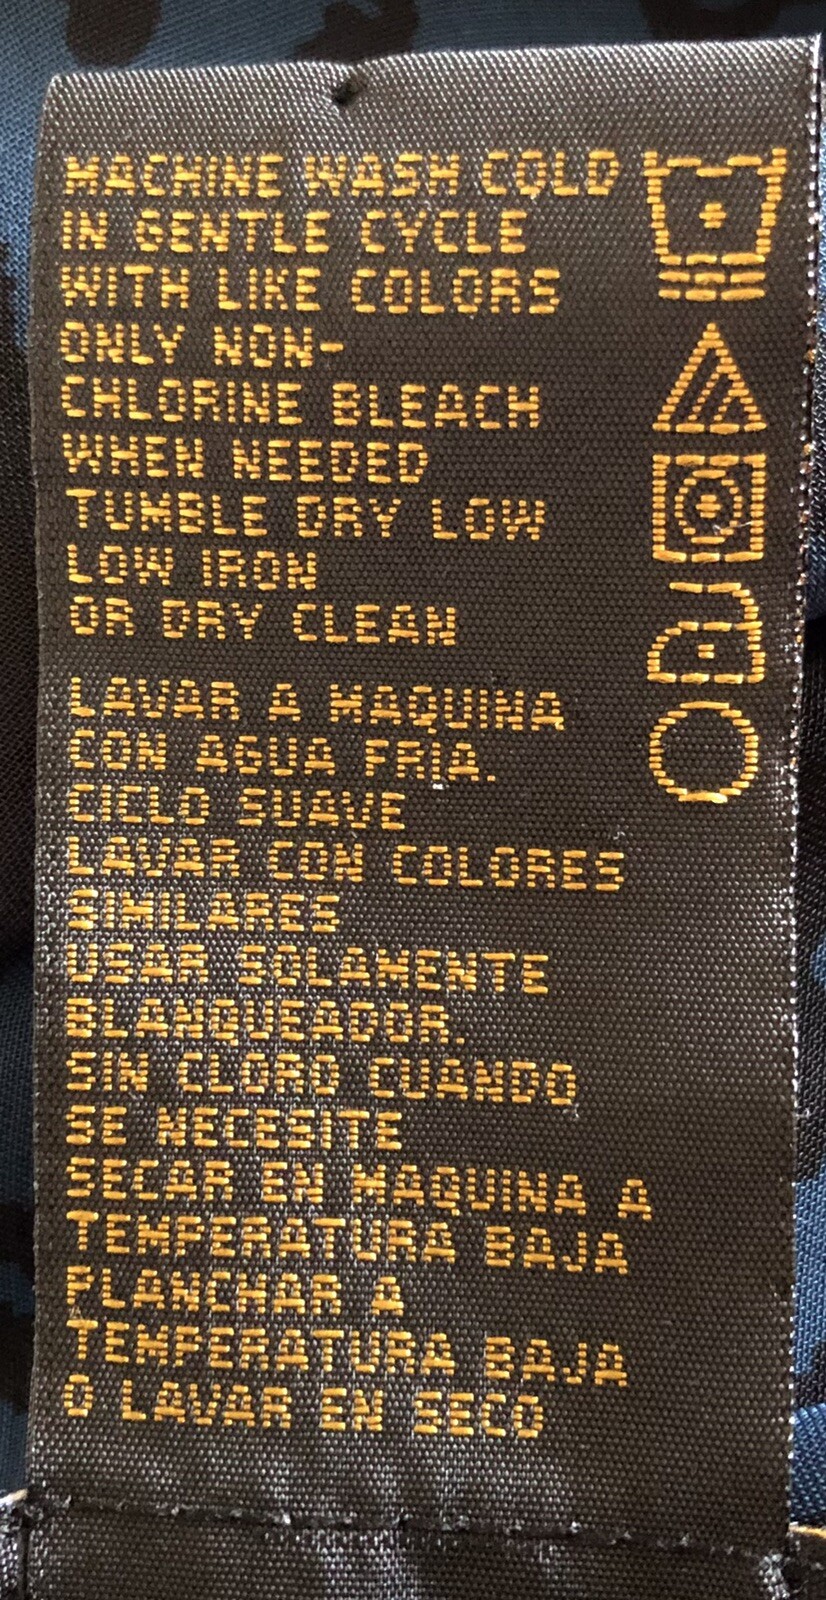 MACHINE WASH COLD
IN GENTLE CYCLE
WITH LIKE COLORS
ONLY NON-
CHLORINE BLEACH
WHEN NEEDED
TUMBLE DRY LOW
LOW IRON
OR DRY CLEAN
LAVAR A MAQUINA
CON AGUA FRIA.
CICLO SUAVE
LAVAR CON COLORES
SIMILARES
USAR SOLAMENTE
BLANQUEADOR.
SIN CLORO CUANDO
SE NECESITE
SECAR EN MAQUINA A
TEMPERATURA BAJA
PLANCHAR A
TEMPERATURA BAJA
O LAVAR EN SECO